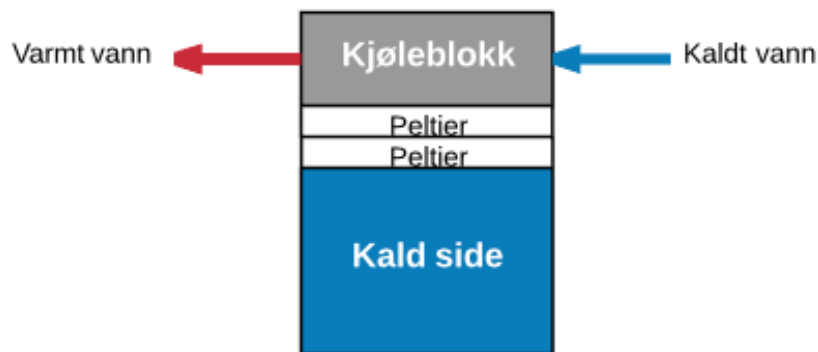 Varmt vann
Kjøleblokk
Kaldt vann
Peltier
Peltier
Kald side